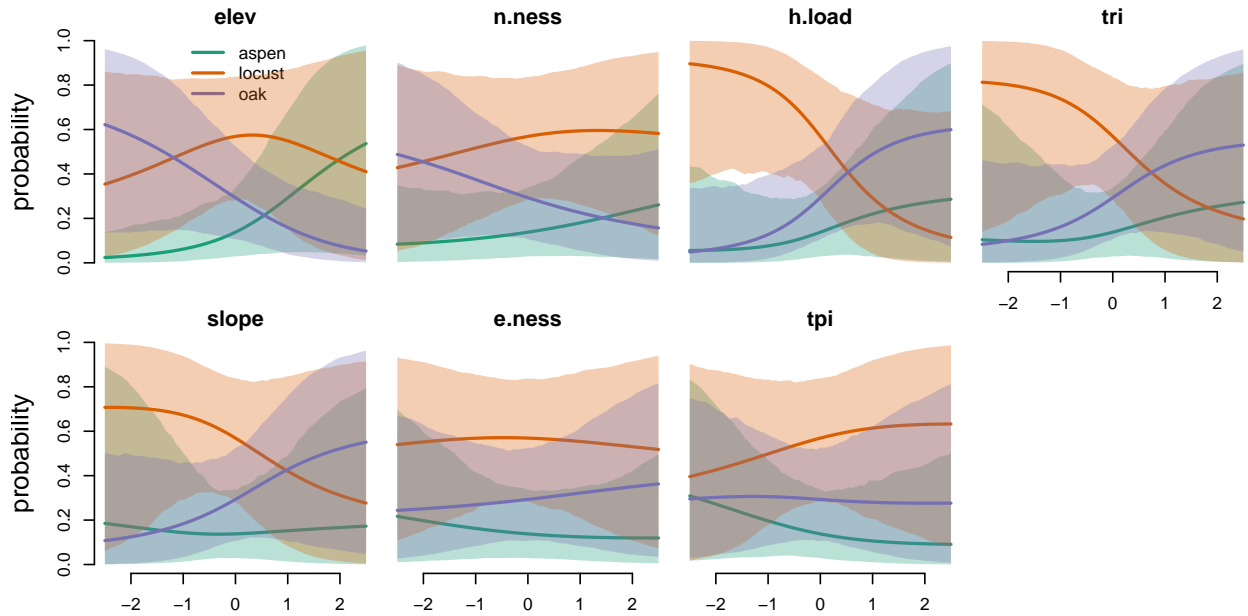 elev
n.ness
h.load
tri
probability
0.0 0.2 0.4 0.6 0.8 1.0
aspen
locust
oak
−2 −1 0 1 2
slope
e.ness
tpi
probability
0.0 0.2 0.4 0.6 0.8 1.0
−2 −1 0 1 2
−2 −1 0 1 2
−2 −1 0 1 2